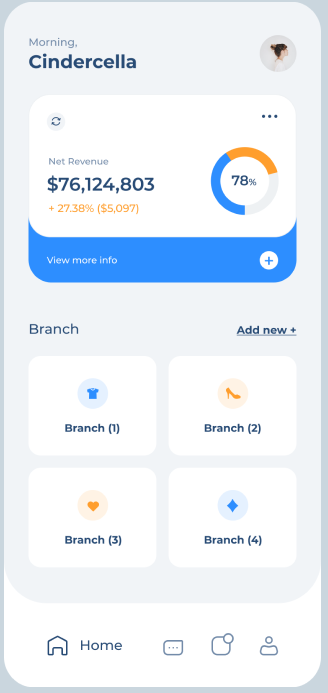 Morning,
Cindercella
Net Revenue
$76,124,803
+ 27.38% ($5,097)
78%
View more info
Branch
Add new +
Branch (1)
Branch (2)
Branch (3)
Branch (4)
Home